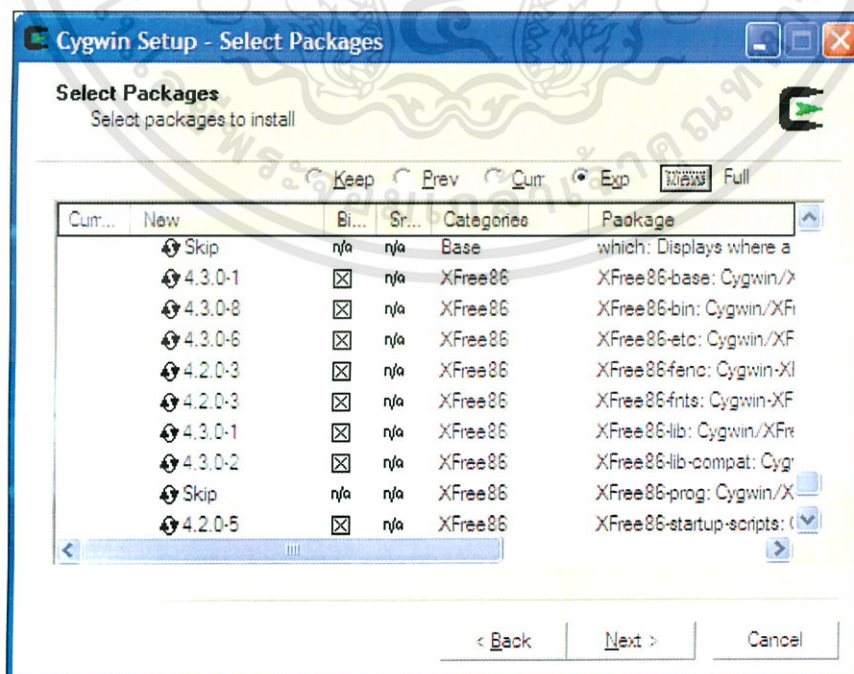 Cygwin Setup - Select Packages
Select Packages
Select packages to install
Keep Prev Curr Exp View Full
Curr... New Bi... Sr... Categories Package
Skip n/a n/a Base which: Displays where a
4.3.0-1 n/a XFree86 XFree86-base: Cygwin/X
4.3.0-8 n/a XFree86 XFree86-bin: Cygwin/XFr
4.3.0-6 n/a XFree86 XFree86-etc: Cygwin/XF
4.2.0-3 n/a XFree86 XFree86-fenc: Cygwin-XI
4.2.0-3 n/a XFree86 XFree86-fnts: Cygwin-XF
4.3.0-1 n/a XFree86 XFree86-lib: Cygwin/XFre
4.3.0-2 n/a XFree86 XFree86-lib-compat: Cyg
Skip n/a n/a XFree86 XFree86-prog: Cygwin/X
4.2.0-5 n/a XFree86 XFree86-startup-scripts:
< Back Next > Cancel